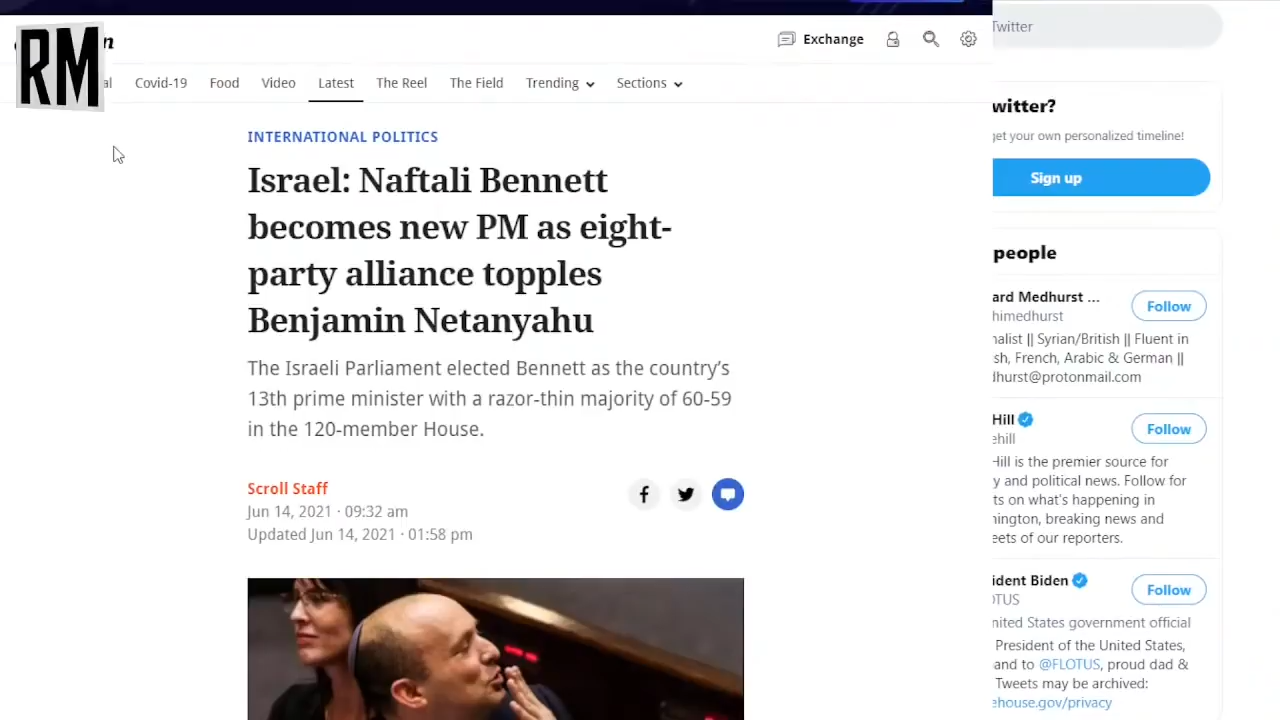 RM
Exchange
Covid-19 Food Video Latest The Reel The Field Trending Sections
INTERNATIONAL POLITICS
Israel: Naftali Bennett
becomes new PM as eight-
party alliance topples
Benjamin Netanyahu
The Israeli Parliament elected Bennett as the country’s
13th prime minister with a razor-thin majority of 60-59
in the 120-member House.
Scroll Staff
Jun 14, 2021 · 09:32 am
Updated Jun 14, 2021 · 01:58 pm
Twitter
witter?
get your own personalized timeline!
Sign up
people
ard Medhurst ...
himedhurst
Follow
nalist || Syrian/British || Fluent in
sh, French, Arabic & German ||
dhurst@protonmail.com
Hill
ehill
Follow
Hill is the premier source for
y and political news. Follow for
ts on what's happening in
hington, breaking news and
eets of our reporters.
ident Biden
OTUS
Follow
nited States government official
President of the United States,
and to @FLOTUS, proud dad &
Tweets may be archived:
ehouse.gov/privacy